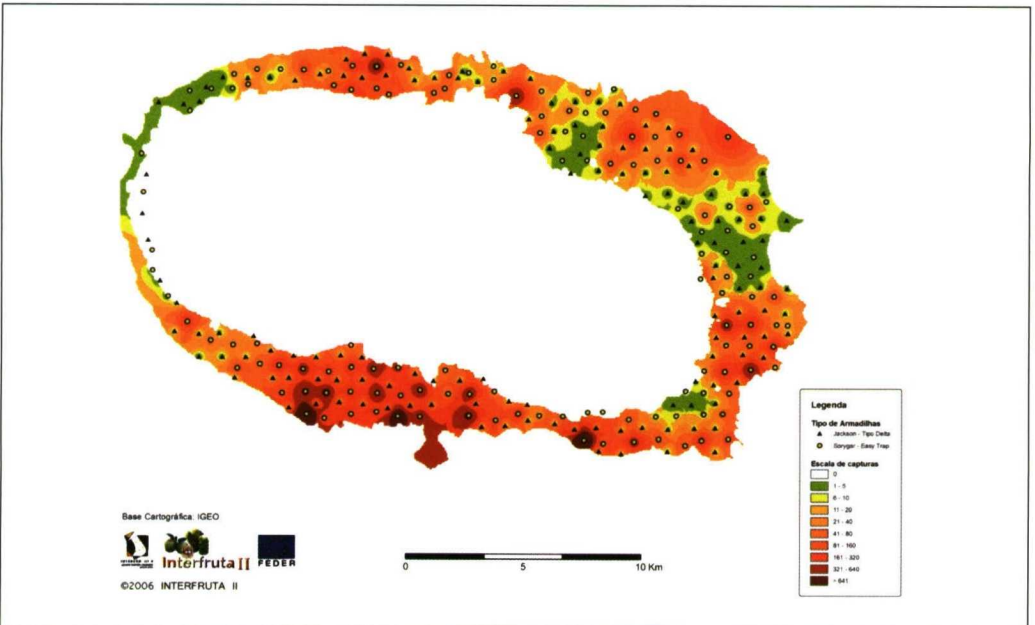 Legenda
Tipo de Armadilhas
Jackson - Tipo Delta
Sorygar - Easy Trap
Escala de capturas
0
1 - 5
6 - 10
11 - 20
21 - 40
41 - 80
81 - 160
161 - 320
321 - 640
> 641
Base Cartográfica: IGEO
Interfruta II
FEDER
©2006 INTERFRUTA II
0 5 10 Km